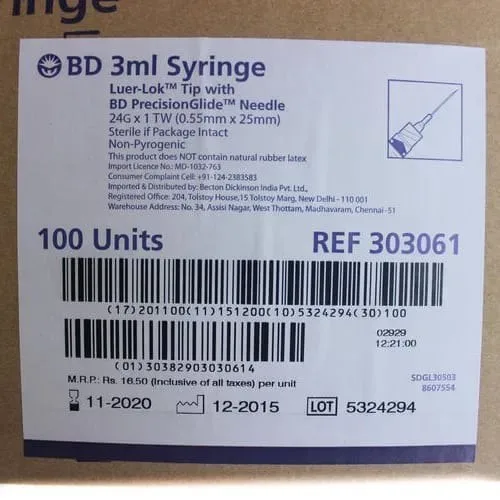 BD 3ml Syringe
Luer-Lok™ Tip with
BD PrecisionGlide™ Needle
24G x 1 TW (0.55mm x 25mm)
Sterile if Package Intact
Non-Pyrogenic
This product does NOT contain natural rubber latex
Import Licence No.: MD-1032-763
Consumer Complaint Cell: +91-124-2383583
Imported & Distributed by: Becton Dickinson India Pvt. Ltd.,
Registered Office: 204, Tolstoy House,15 Tolstoy Marg, New Delhi - 110 001
Warehouse Address: No. 34, Assisi Nagar, West Thottam, Madhavaram, Chennai -51
100 Units
REF 303061
(17)201100(11)151200(10)5324294(30)100
02929
12:21:00
(01)30382903030614
M.R.P.: Rs. 16.50 (Inclusive of all taxes) per unit
SDGL30503
8607554
11-2020
12-2015
LOT 5324294